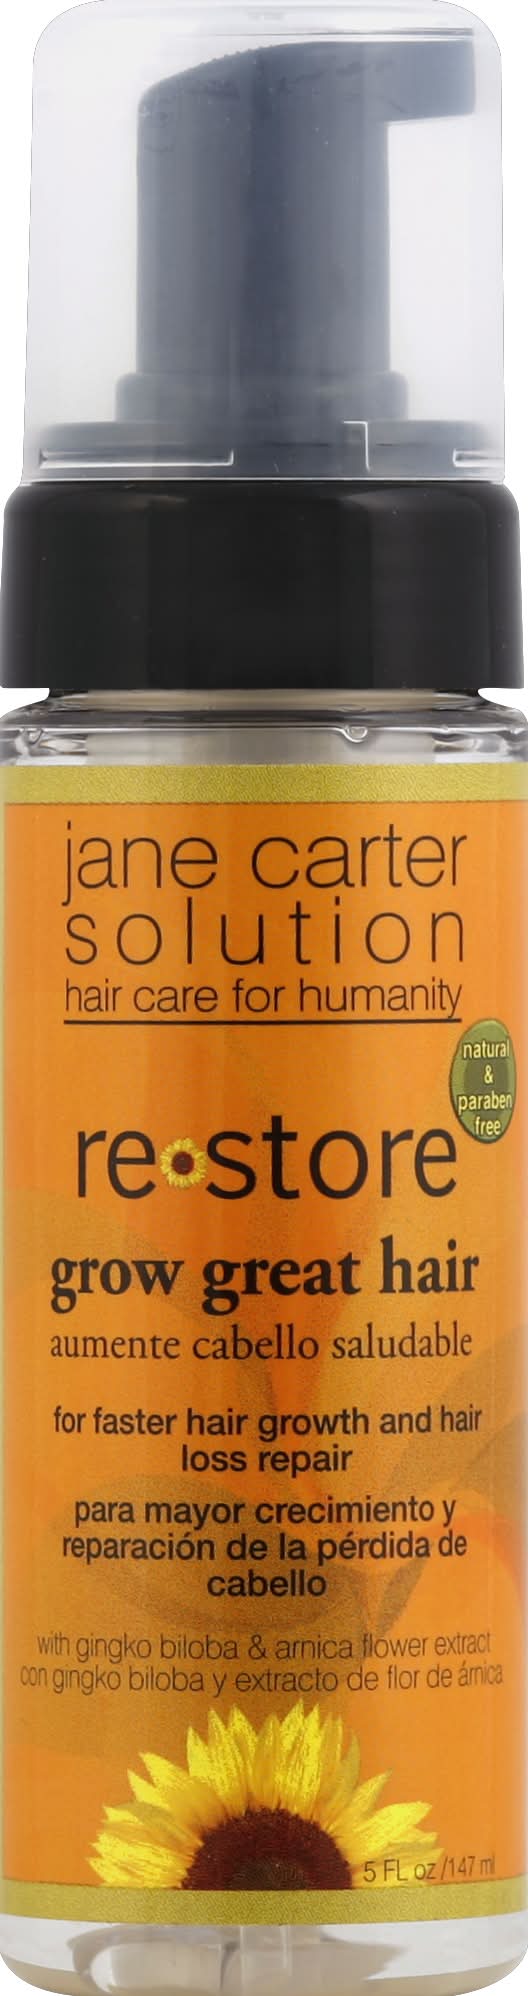 jane carter
solution
hair care for humanity
natural
&
paraben
free
re store
grow great hair
aumente cabello saludable
for faster hair growth and hair
loss repair
para mayor crecimiento y
reparación de la pérdida de
cabello
with gingko biloba & arnica flower extract
con gingko biloba y extracto de flor de árnica
5 FL oz/147 ml